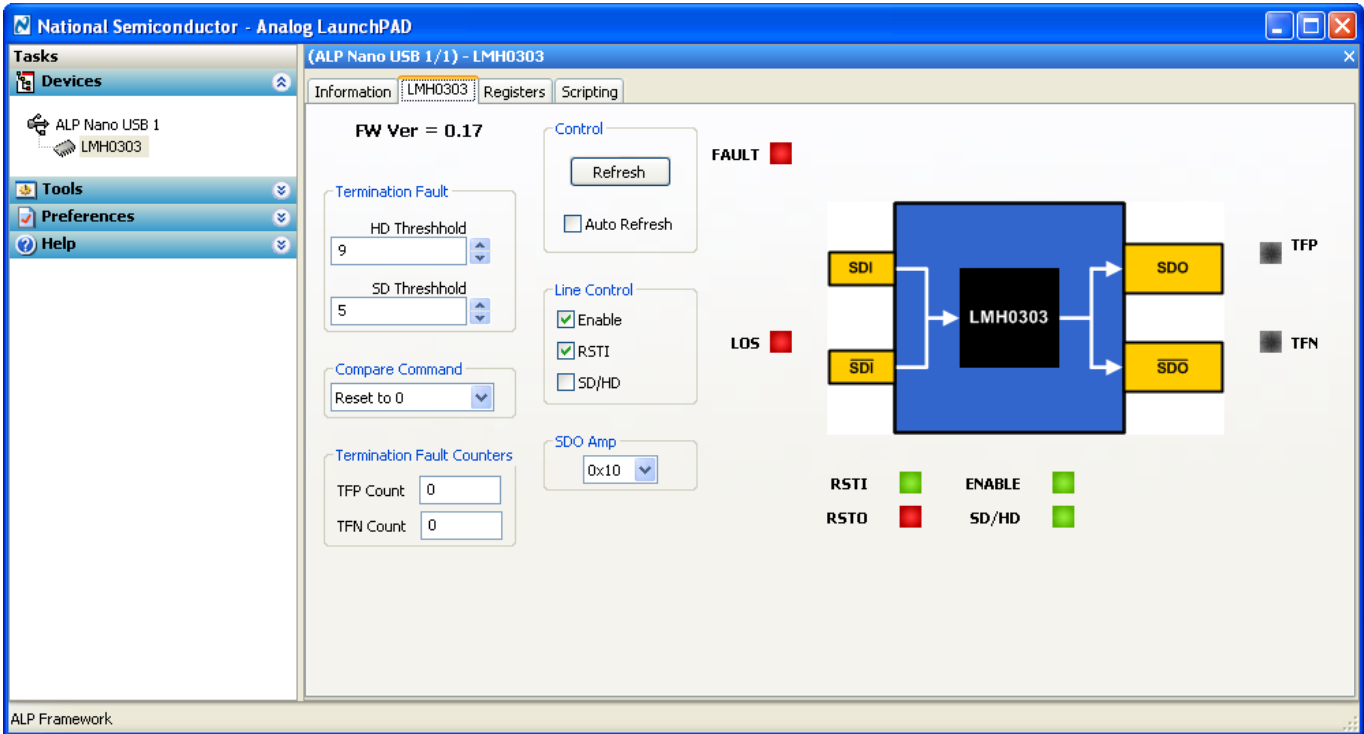 National Semiconductor - Analog LaunchPAD
Tasks
Devices
ALP Nano USB 1
LMH0303
Tools
Preferences
Help
(ALP Nano USB 1/1) - LMH0303
Information LMH0303 Registers Scripting
FW Ver = 0.17
Termination Fault
HD Threshhold
9
SD Threshhold
5
Compare Command
Reset to 0
Termination Fault Counters
TFP Count 0
TFN Count 0
Control
Refresh
Auto Refresh
Line Control
Enable
RSTI
SD/HD
SDO Amp
0x10
FAULT
LOS
SDI
SDI
LMH0303
SDO
SDO
TFP
TFN
RSTI ENABLE
RSTO SD/HD
ALP Framework